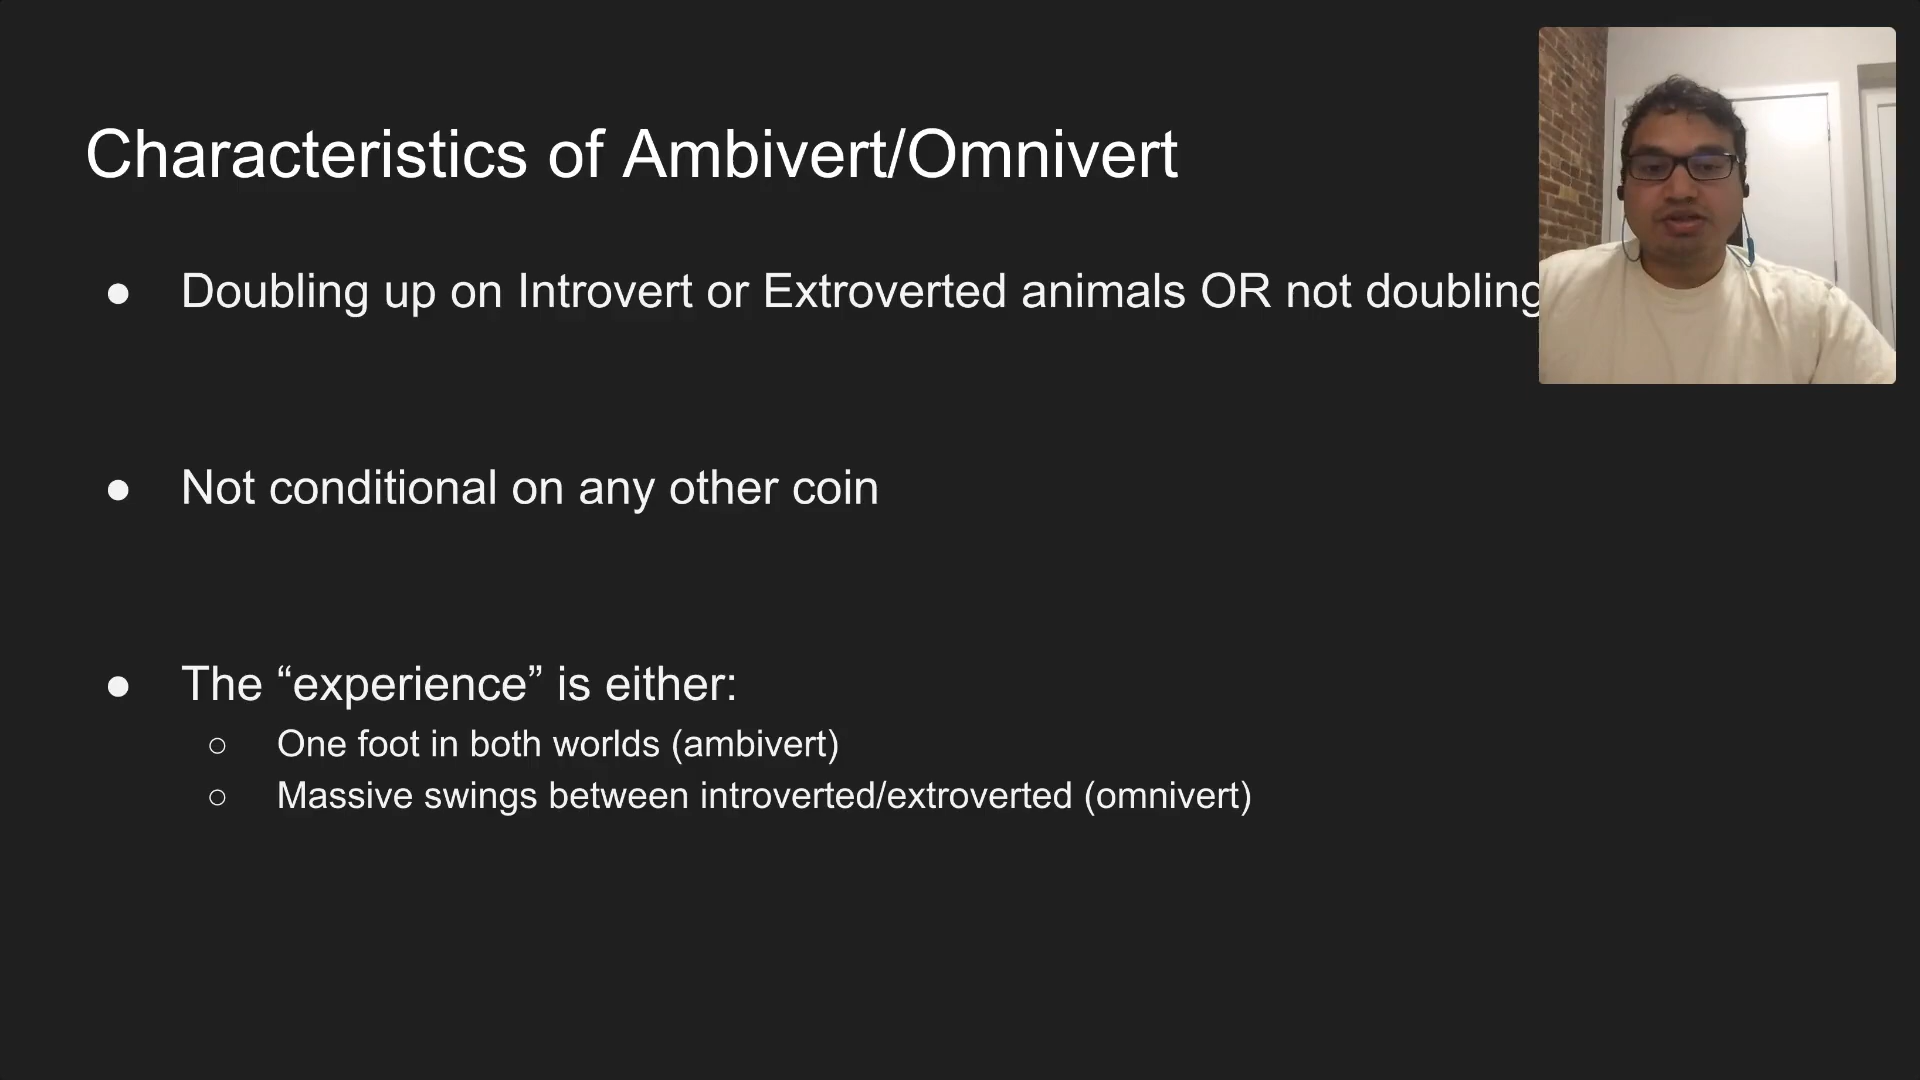 Characteristics of Ambivert/Omnivert
● Doubling up on Introvert or Extroverted animals OR not doubling
● Not conditional on any other coin
● The “experience” is either:
○ One foot in both worlds (ambivert)
○ Massive swings between introverted/extroverted (omnivert)